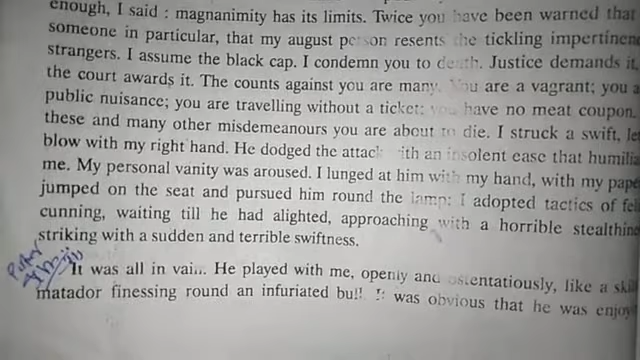 enough, I said : magnanimity has its limits. Twice you have been warned that
someone in particular, that my august person resents the tickling impertinenc
strangers. I assume the black cap. I condemn you to death. Justice demands it,
the court awards it. The counts against you are many. You are a vagrant; you a
public nuisance; you are travelling without a ticket; you have no meat coupon.
these and many other misdemeanours you are about to die. I struck a swift, let
blow with my right hand. He dodged the attack with an insolent ease that humilia
me. My personal vanity was aroused. I lunged at him with my hand, with my pape
jumped on the seat and pursued him round the lamp; I adopted tactics of feli
cunning, waiting till he had alighted, approaching with a horrible stealthine
striking with a sudden and terrible swiftness.
It was all in vain. He played with me, openly and ostentatiously, like a skil
matador finessing round an infuriated bull. It was obvious that he was enjoy